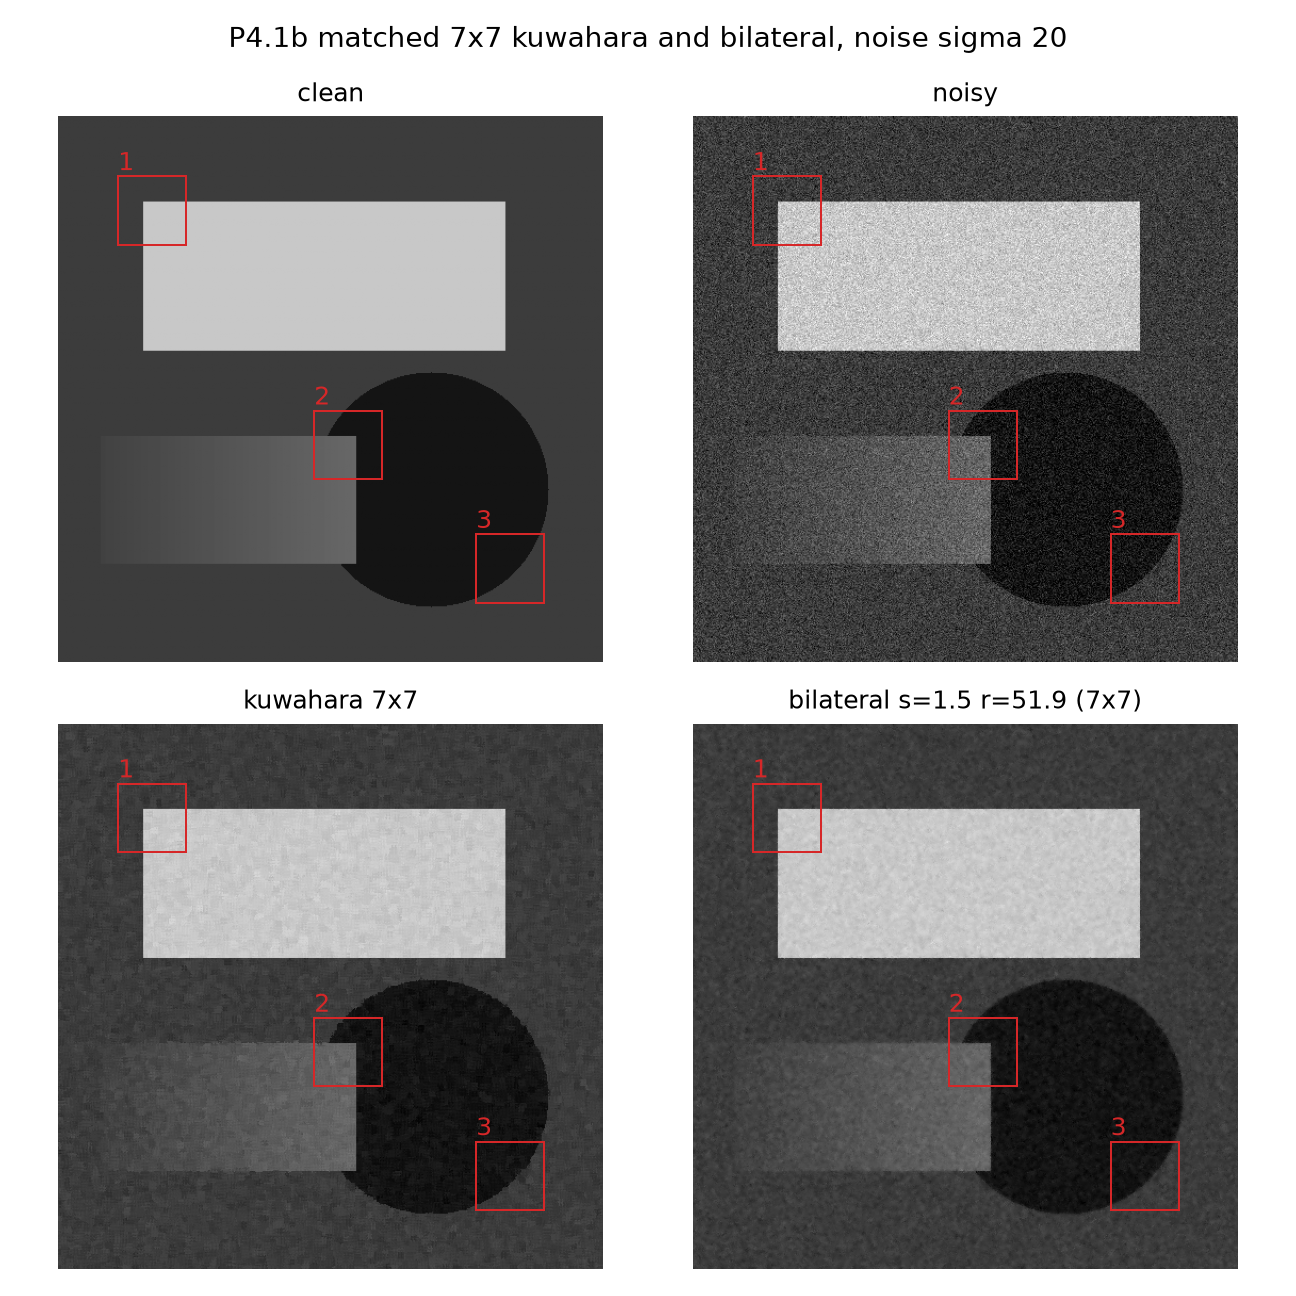 P4.1b matched 7x7 kuwahara and bilateral, noise sigma 20
clean
noisy
1
2
3
1
2
3
kuwahara 7x7
bilateral s=1.5 r=51.9 (7x7)
1
2
3
1
2
3